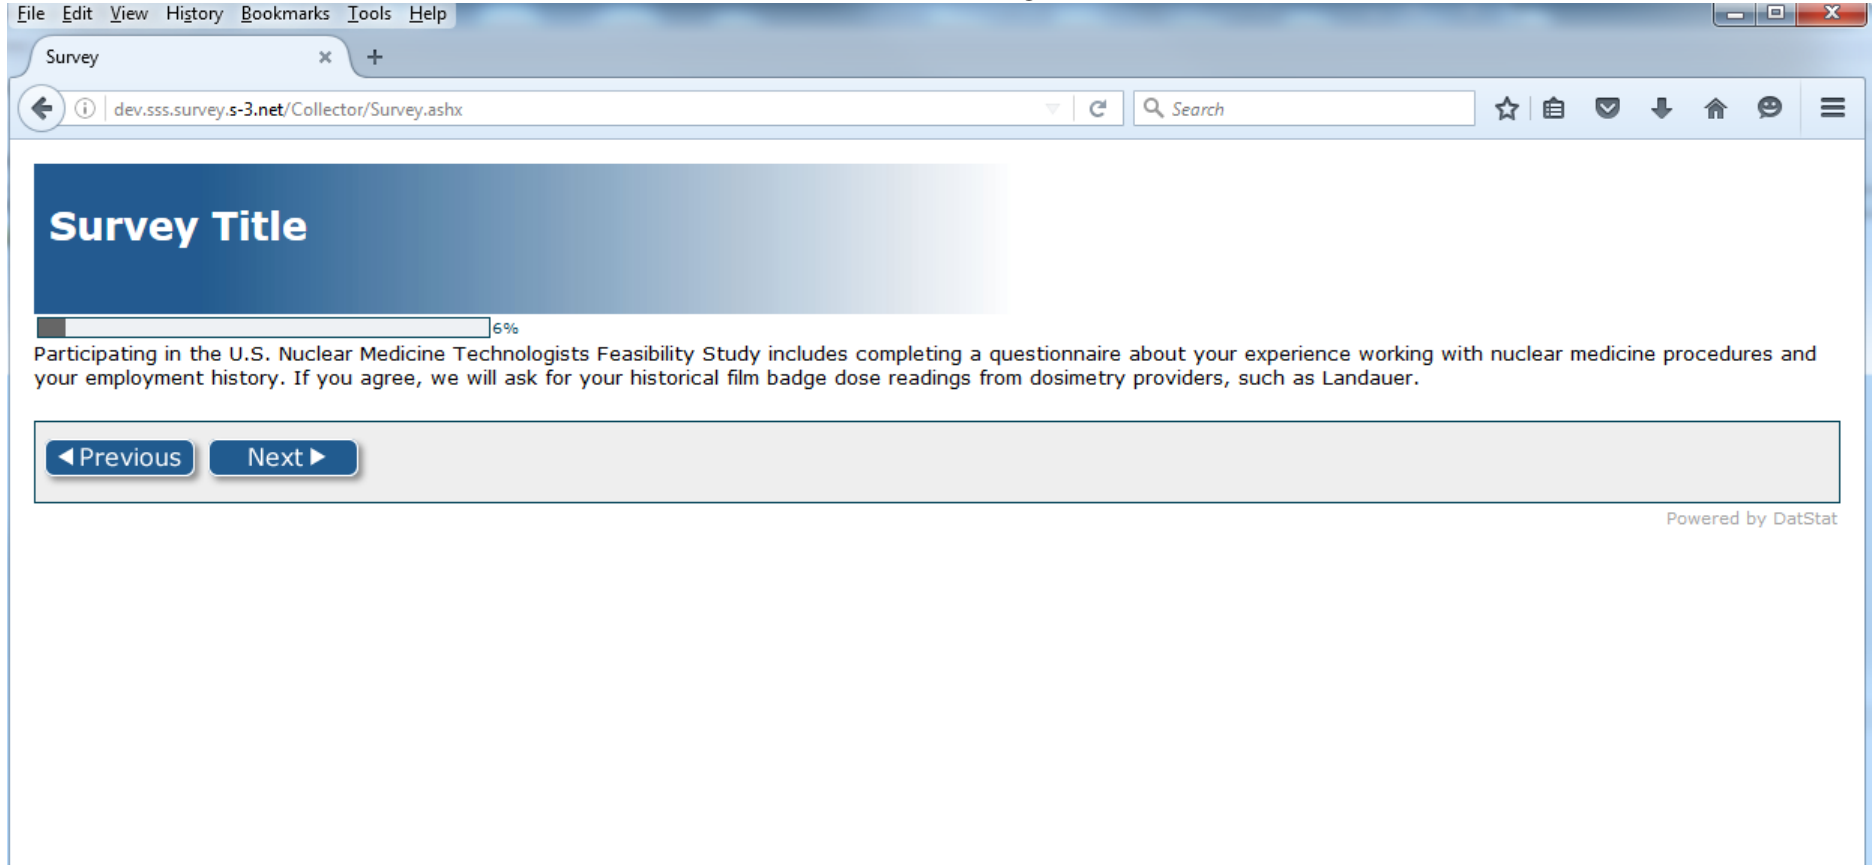 File Edit View History Bookmarks Tools Help
Survey
dev.sss.survey.s-3.net/Collector/Survey.ashx
Search
Survey Title
6%
Participating in the U.S. Nuclear Medicine Technologists Feasibility Study includes completing a questionnaire about your experience working with nuclear medicine procedures and
your employment history. If you agree, we will ask for your historical film badge dose readings from dosimetry providers, such as Landauer.
Previous Next
Powered by DatStat